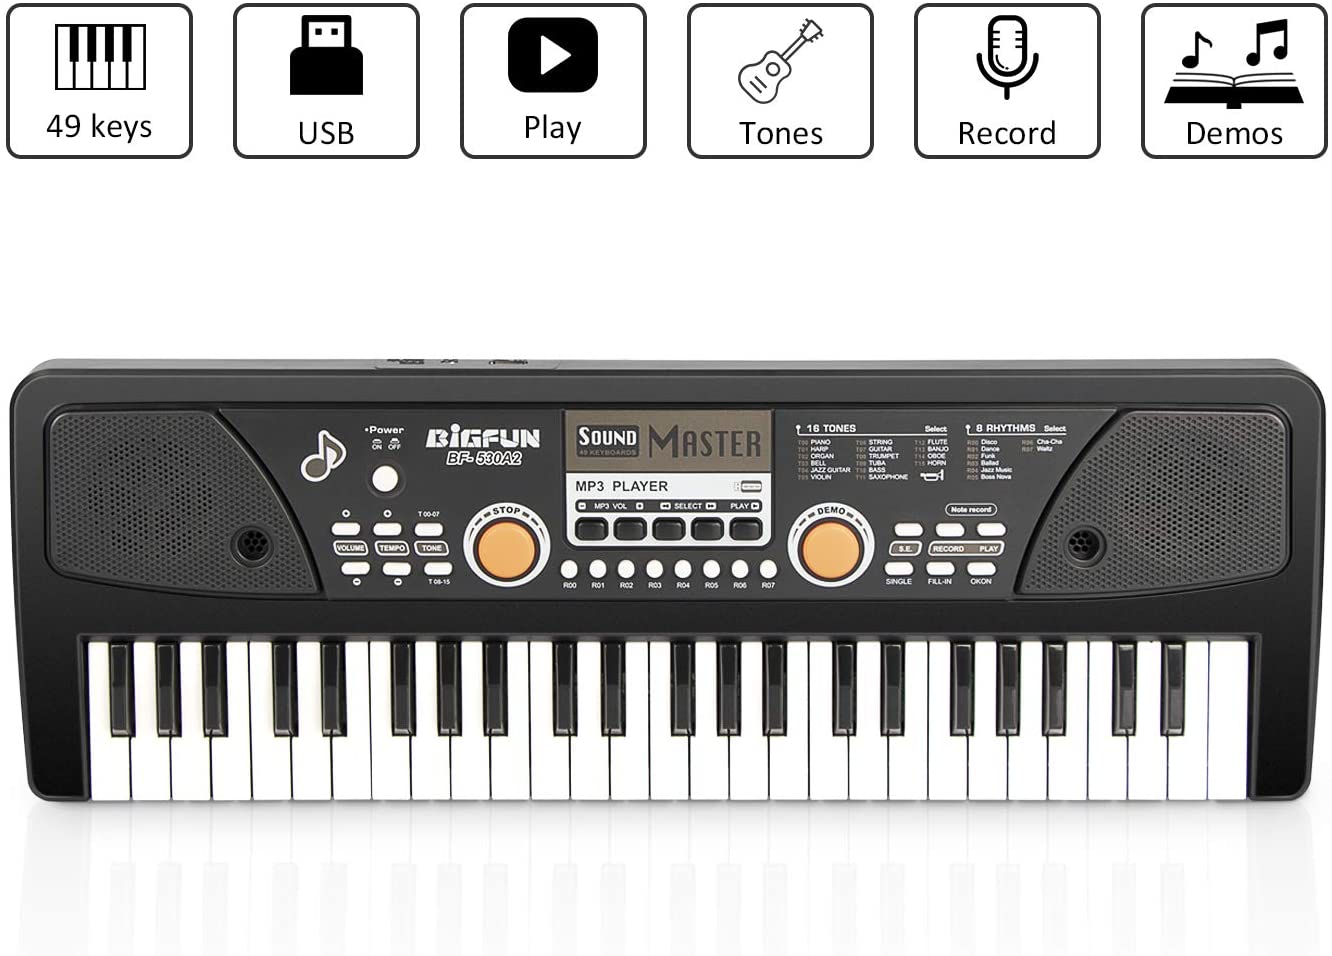 49 keys
USB
Play
Tones
Record
Demos
•Power
ON OFF
BIGFUN
BF-530A2
SOUND
49 KEYBOARDS
MASTER
MP3 PLAYER
MP3 VOL
SELECT
PLAY
STOP
DEMO
T 00-07
VOLUME
TEMPO
TONE
T 08-15
R00 R01 R02 R03 R04 R05 R06 R07
16 TONES Select
T00 PIANO
T01 HARP
T02 ORGAN
T03 BELL
T04 JAZZ GUITAR
T05 VIOLIN
T06 STRING
T07 GUITAR
T08 TRUMPET
T09 TUBA
T10 BASS
T11 SAXOPHONE
T12 FLUTE
T13 BANJO
T14 OBOE
T15 HORN
8 RHYTHMS Select
R00 Disco
R01 Dance
R02 Funk
R03 Ballad
R04 Jazz Music
R05 Boss Nova
R06 Cha-Cha
R07 Waltz
Note record
S.E.
RECORD PLAY
SINGLE
FILL-IN
OKON